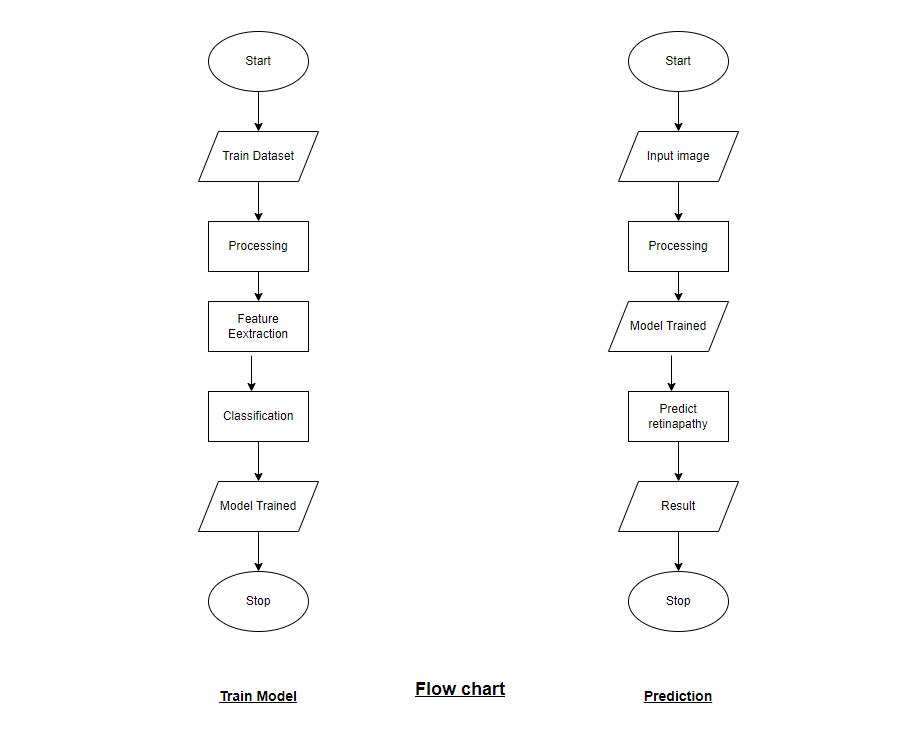 Start
Train Dataset
Processing
Feature
Eextraction
Classification
Model Trained
Stop
Train Model
Start
Input image
Processing
Model Trained
Predict
retinapathy
Result
Stop
Prediction
Flow chart